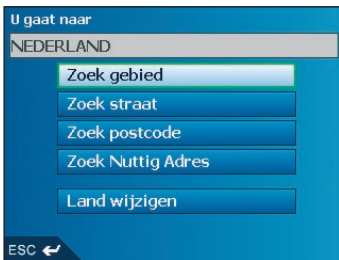 U gaat naar
NEDERLAND
Zoek gebied
Zoek straat
Zoek postcode
Zoek Nuttig Adres
Land wijzigen
ESC